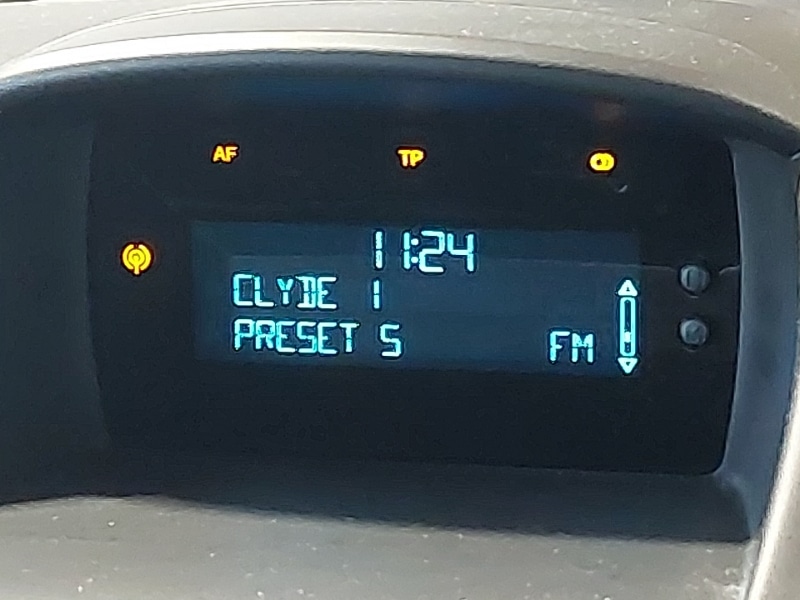 AF TP
11:24
CLYDE 1
PRESET 5
FM